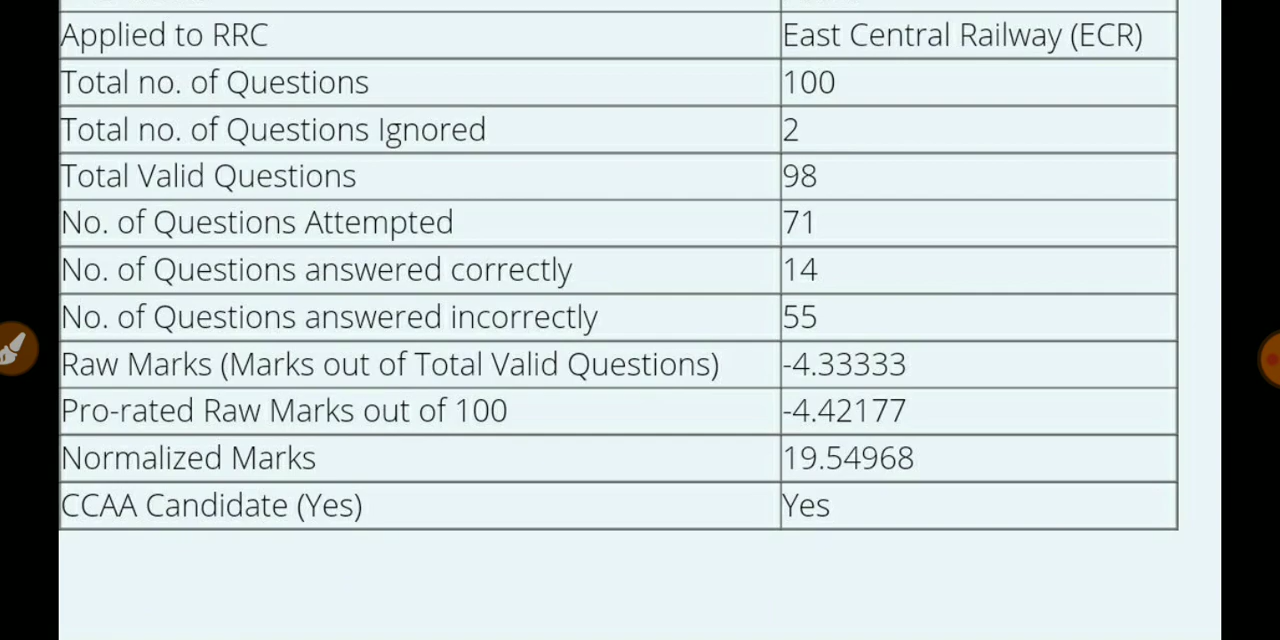 Applied to RRC East Central Railway (ECR)
Total no. of Questions 100
Total no. of Questions Ignored 2
Total Valid Questions 98
No. of Questions Attempted 71
No. of Questions answered correctly 14
No. of Questions answered incorrectly 55
Raw Marks (Marks out of Total Valid Questions) -4.33333
Pro-rated Raw Marks out of 100 -4.42177
Normalized Marks 19.54968
CCAA Candidate (Yes) Yes